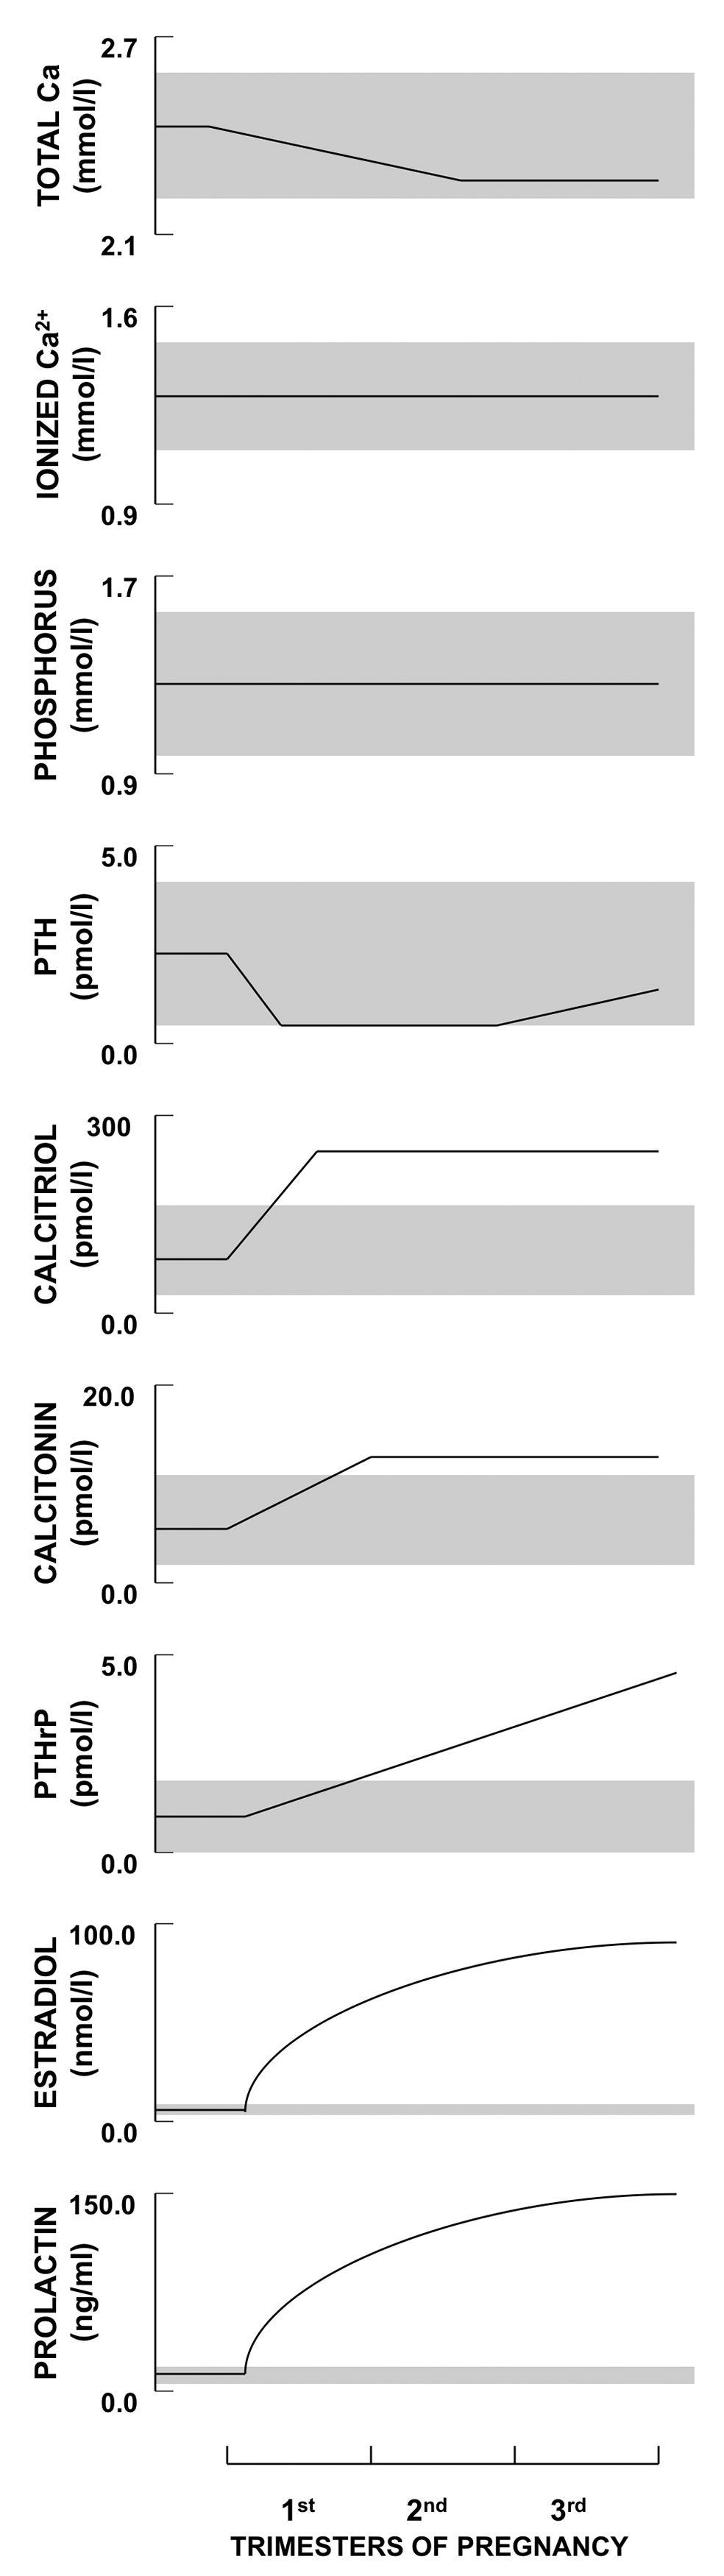 TOTAL Ca
(mmol/l)
2.7
2.1
IONIZED Ca²⁺
(mmol/l)
1.6
0.9
PHOSPHORUS
(mmol/l)
1.7
0.9
PTH
(pmol/l)
5.0
0.0
CALCITRIOL
(pmol/l)
300
0.0
CALCITONIN
(pmol/l)
20.0
0.0
PTHrP
(pmol/l)
5.0
0.0
ESTRADIOL
(nmol/l)
100.0
0.0
PROLACTIN
(ng/ml)
150.0
0.0
1st 2nd 3rd
TRIMESTERS OF PREGNANCY